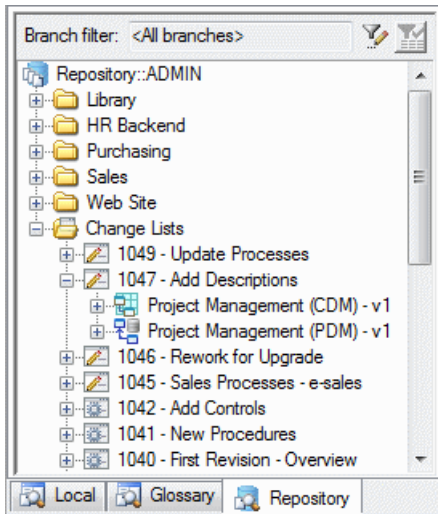 Branch filter: <All branches>
Repository::ADMIN
Library
HR Backend
Purchasing
Sales
Web Site
Change Lists
1049 - Update Processes
1047 - Add Descriptions
Project Management (CDM) - v1
Project Management (PDM) - v1
1046 - Rework for Upgrade
1045 - Sales Processes - e-sales
1042 - Add Controls
1041 - New Procedures
1040 - First Revision - Overview
Local Glossary Repository